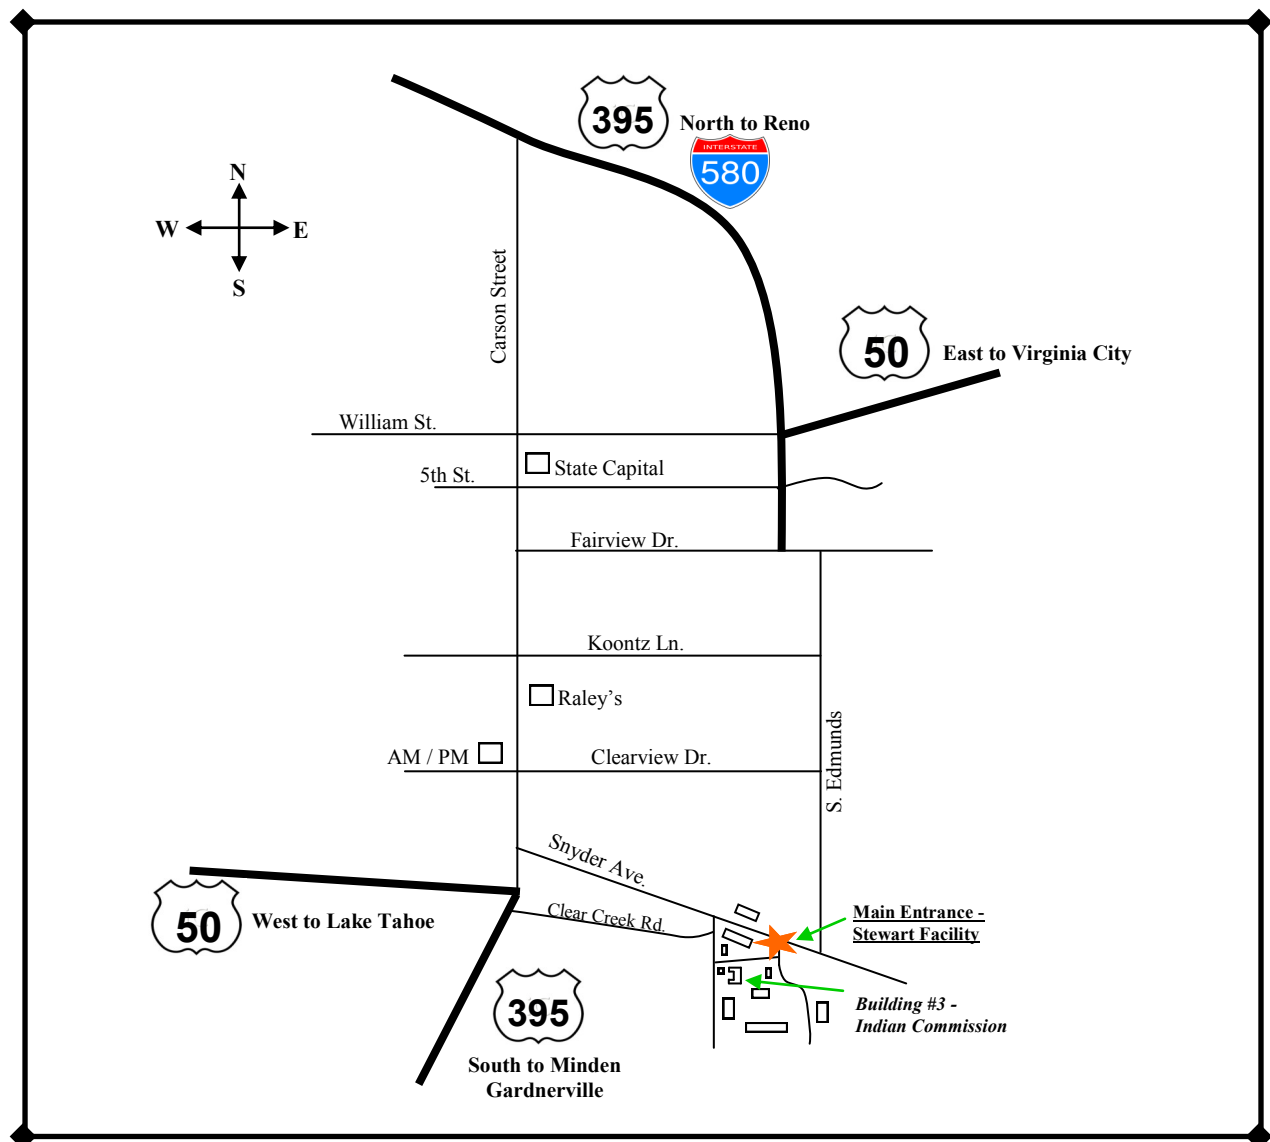 395
North to Reno
INTERSTATE
580
N
W
E
S
Carson Street
50
East to Virginia City
William St.
State Capital
5th St.
Fairview Dr.
Koontz Ln.
Raley's
S. Edmunds
AM / PM
Clearview Dr.
Snyder Ave.
50
West to Lake Tahoe
Clear Creek Rd.
Main Entrance -
Stewart Facility
395
Building #3 -
Indian Commission
South to Minden
Gardnerville